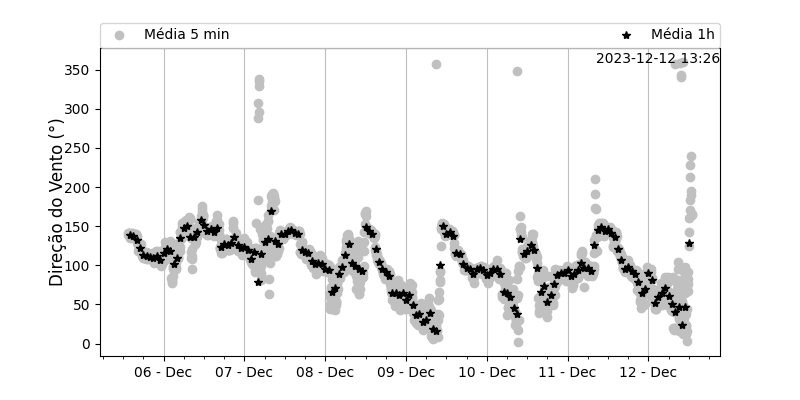 Média 5 min
Média 1h
2023-12-12 13:26
Direção do Vento (°)
350
300
250
200
150
100
50
0
06 - Dec
07 - Dec
08 - Dec
09 - Dec
10 - Dec
11 - Dec
12 - Dec